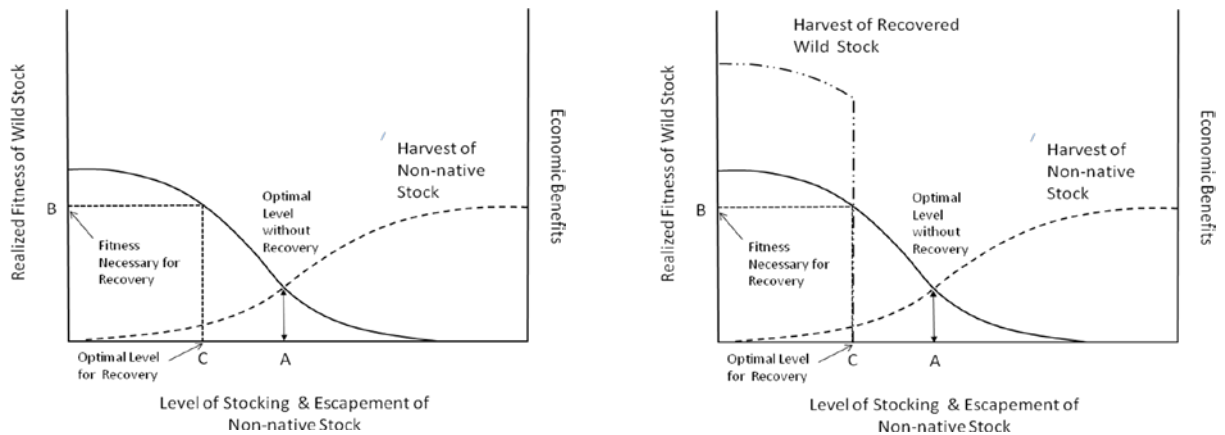 Realized Fitness of Wild Stock
B
Fitness
Necessary for
Recovery
Optimal
Level
without
Recovery
Harvest of
Non-native
Stock
Economic Benefits
Optimal Level
for Recovery
C
A
Level of Stocking & Escapement of
Non-native Stock
Realized Fitness of Wild Stock
Harvest of Recovered
Wild Stock
B
Fitness
Necessary for
Recovery
Optimal
Level
without
Recovery
Harvest of
Non-native
Stock
Economic Benefits
Optimal Level
for Recovery
C
A
Level of Stocking & Escapement of
Non-native Stock